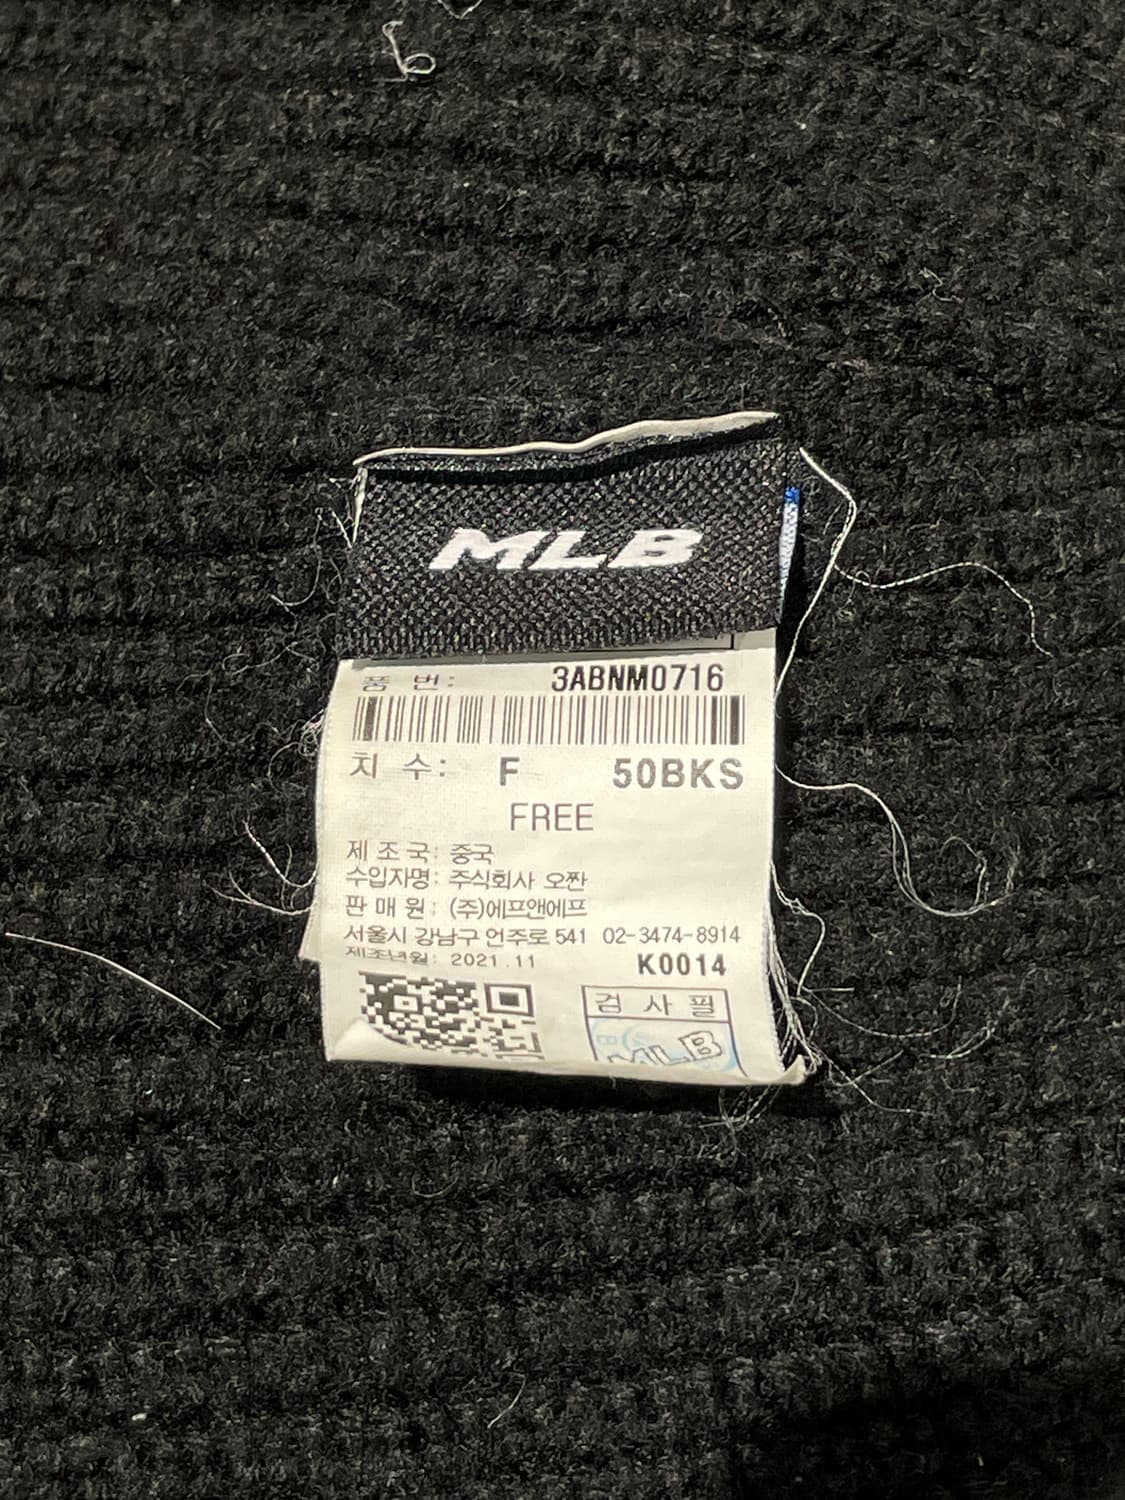 MLB
품 번: 3ABNM0716
치 수: F 50BKS
FREE
제 조 국: 중국
수입자명: 주식회사 오짠
판 매 원: (주)에프앤에프
서울시 강남구 언주로 541 02-3474-8914
제조년월: 2021.11 K0014
검 사 필
MLB